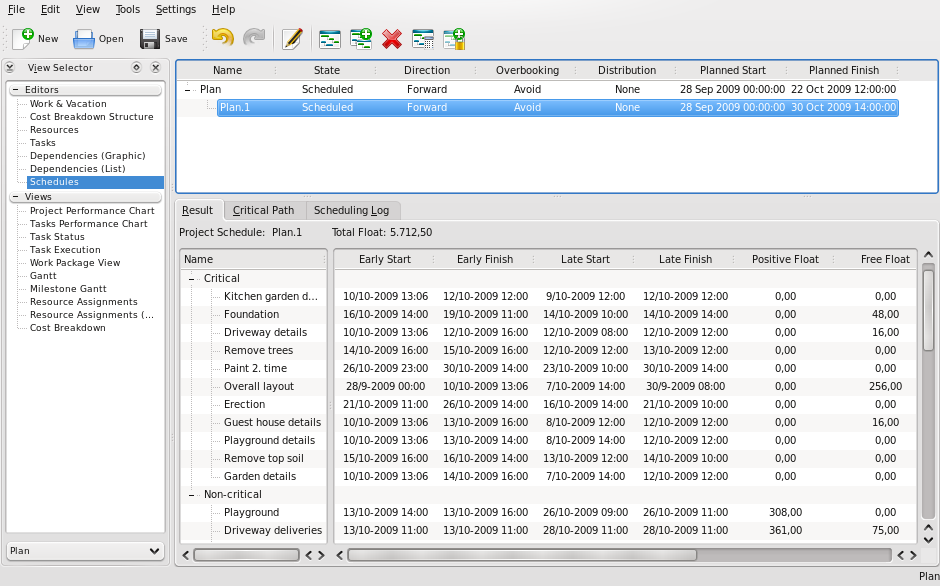 File Edit View Tools Settings Help
New Open Save
View Selector
Editors
Work & Vacation
Cost Breakdown Structure
Resources
Tasks
Dependencies (Graphic)
Dependencies (List)
Schedules
Views
Project Performance Chart
Tasks Performance Chart
Task Status
Task Execution
Work Package View
Gantt
Milestone Gantt
Resource Assignments
Resource Assignments (...
Cost Breakdown
Plan
Name State Direction Overbooking Distribution Planned Start Planned Finish
Plan Scheduled Forward Avoid None 28 Sep 2009 00:00:00 22 Oct 2009 12:00:00
Plan.1 Scheduled Forward Avoid None 28 Sep 2009 00:00:00 30 Oct 2009 14:00:00
Result Critical Path Scheduling Log
Project Schedule: Plan.1 Total Float: 5.712,50
Name Early Start Early Finish Late Start Late Finish Positive Float Free Float
Critical
Kitchen garden d... 10/10-2009 13:06 12/10-2009 12:00 9/10-2009 12:00 12/10-2009 12:00 0,00 0,00
Foundation 16/10-2009 14:00 19/10-2009 11:00 14/10-2009 10:00 14/10-2009 14:00 0,00 48,00
Driveway details 10/10-2009 13:06 12/10-2009 16:00 12/10-2009 08:00 12/10-2009 12:00 0,00 16,00
Remove trees 14/10-2009 16:00 15/10-2009 16:00 12/10-2009 12:00 13/10-2009 12:00 0,00 0,00
Paint 2. time 26/10-2009 23:00 30/10-2009 14:00 23/10-2009 10:00 30/10-2009 14:00 0,00 0,00
Overall layout 28/9-2009 00:00 10/10-2009 13:06 7/10-2009 14:00 30/9-2009 08:00 0,00 256,00
Erection 21/10-2009 11:00 26/10-2009 14:00 16/10-2009 14:00 21/10-2009 10:00 0,00 0,00
Guest house details 10/10-2009 13:06 13/10-2009 16:00 8/10-2009 12:00 12/10-2009 12:00 0,00 16,00
Playground details 10/10-2009 13:06 13/10-2009 14:00 8/10-2009 14:00 12/10-2009 12:00 0,00 0,00
Remove top soil 15/10-2009 16:00 16/10-2009 14:00 13/10-2009 12:00 14/10-2009 10:00 0,00 0,00
Garden details 10/10-2009 13:06 14/10-2009 16:00 7/10-2009 14:00 12/10-2009 12:00 0,00 0,00
Non-critical
Playground 13/10-2009 14:00 13/10-2009 16:00 26/10-2009 09:00 26/10-2009 11:00 308,00 0,00
Driveway deliveries 13/10-2009 11:00 13/10-2009 11:00 28/10-2009 11:00 28/10-2009 11:00 361,00 75,00
Plan